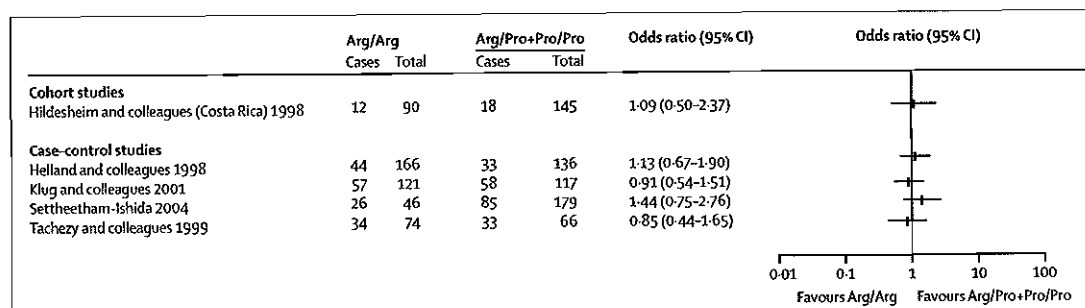 Arg/Arg Arg/Pro+Pro/Pro Odds ratio (95% CI) Odds ratio (95% CI)
Cases Total Cases Total
Cohort studies
Hildesheim and colleagues (Costa Rica) 1998 12 90 18 145 1·09 (0·50–2·37)
Case–control studies
Helland and colleagues 1998 44 166 33 136 1·13 (0·67–1·90)
Klug and colleagues 2001 57 121 58 117 0·91 (0·54–1·51)
Settheetham-Ishida 2004 26 46 85 179 1·44 (0·75–2·76)
Tachezy and colleagues 1999 34 74 33 66 0·85 (0·44–1·65)
0·01 0·1 1 10 100
Favours Arg/Arg Favours Arg/Pro+Pro/Pro